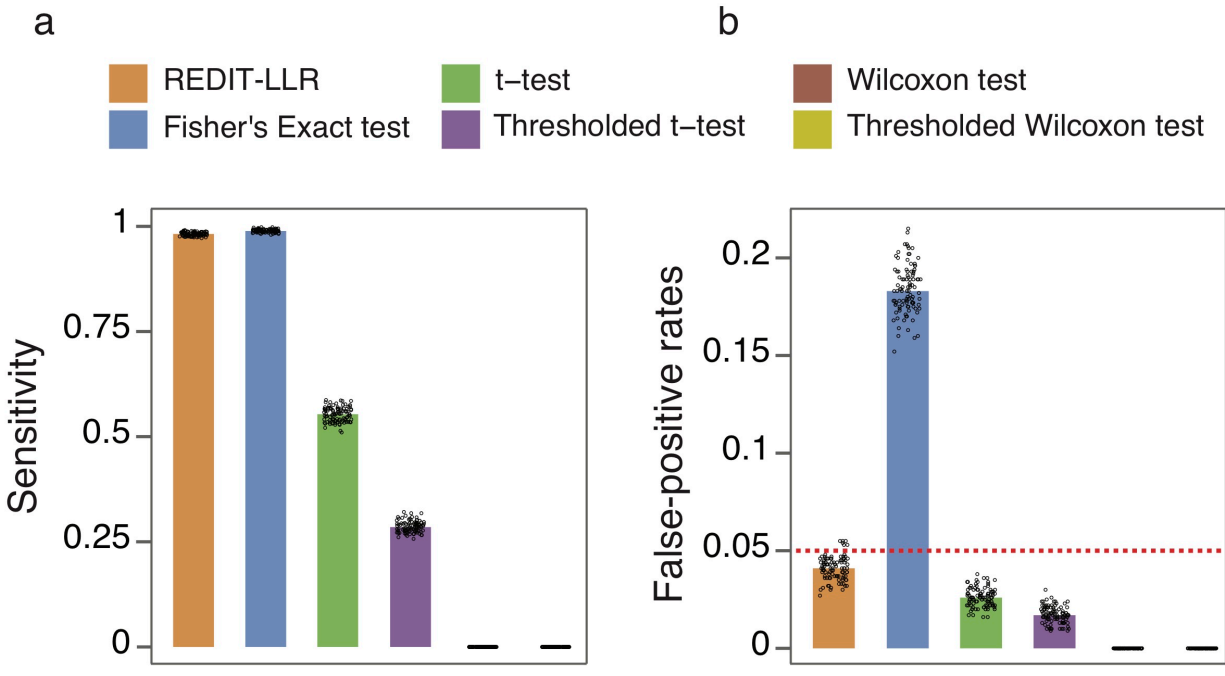 a
b
REDIT-LLR
t−test
Wilcoxon test
Fisher's Exact test
Thresholded t−test
Thresholded Wilcoxon test
Sensitivity
1
0.75
0.5
0.25
0
False-positive rates
0.2
0.15
0.1
0.05
0